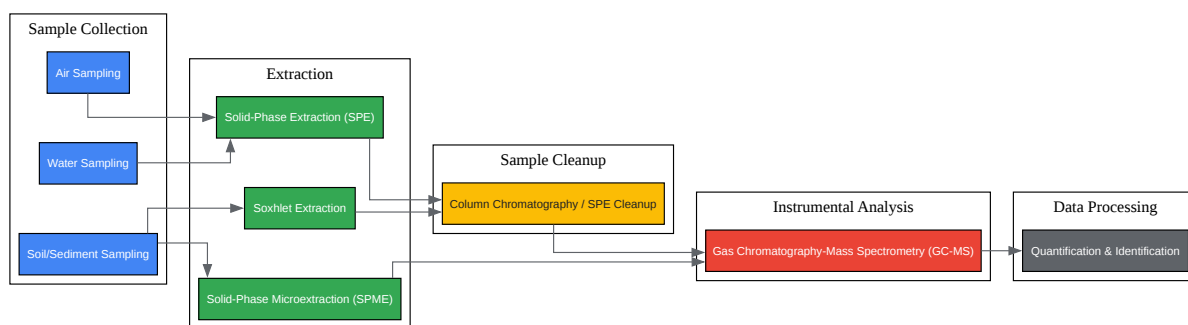 Sample Collection
Air Sampling
Water Sampling
Soil/Sediment Sampling
Extraction
Solid-Phase Extraction (SPE)
Soxhlet Extraction
Solid-Phase Microextraction (SPME)
Sample Cleanup
Column Chromatography / SPE Cleanup
Instrumental Analysis
Gas Chromatography-Mass Spectrometry (GC-MS)
Data Processing
Quantification & Identification